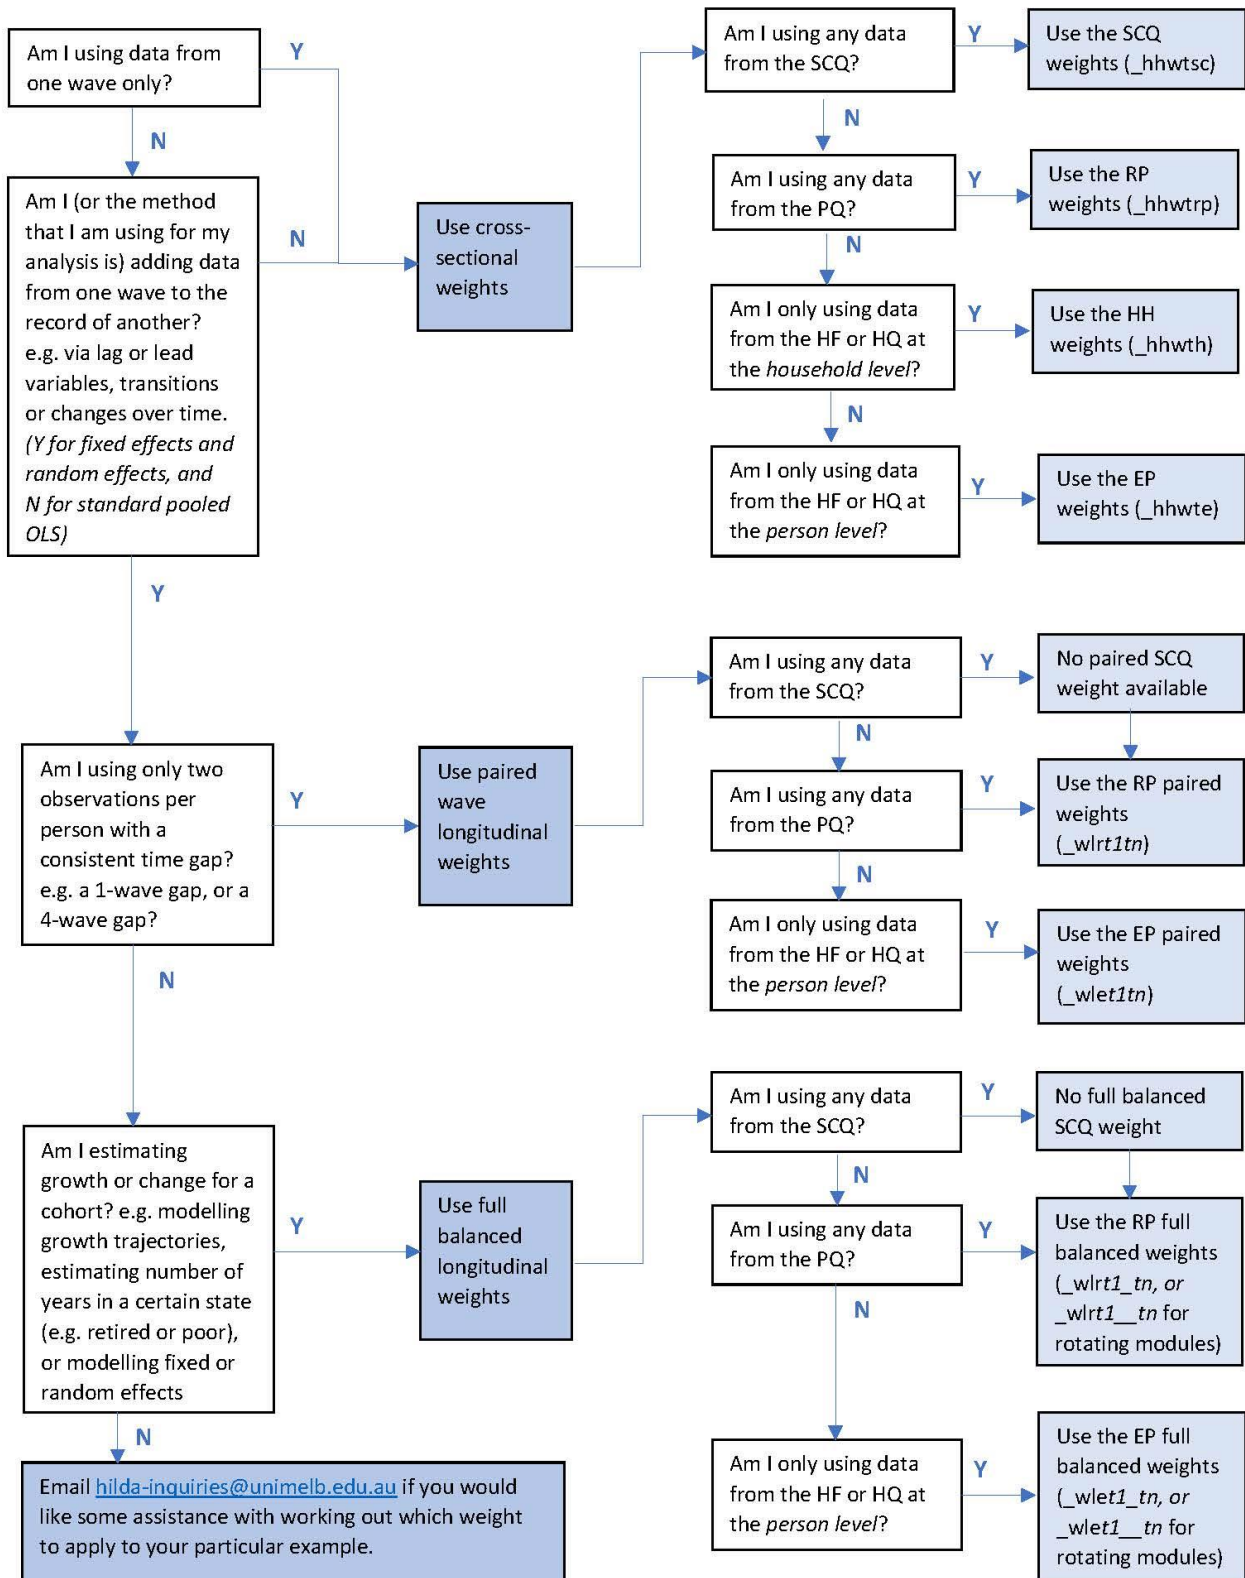 Am I using data from
one wave only?
Y
N
Am I (or the method
that I am using for my
analysis is) adding data
from one wave to the
record of another?
e.g. via lag or lead
variables, transitions
or changes over time.
(Y for fixed effects and
random effects, and
N for standard pooled
OLS)
N
Y
Use cross-
sectional
weights
Am I using any data
from the SCQ?
Y
Use the SCQ
weights (_hhwtsc)
N
Am I using any data
from the PQ?
Y
Use the RP
weights (_hhwtrp)
N
Am I only using data
from the HF or HQ at
the household level?
Y
Use the HH
weights (_hhwth)
N
Am I only using data
from the HF or HQ at
the person level?
Y
Use the EP
weights (_hhwte)
Am I using only two
observations per
person with a
consistent time gap?
e.g. a 1-wave gap, or a
4-wave gap?
Y
N
Use paired
wave
longitudinal
weights
Am I using any data
from the SCQ?
Y
No paired SCQ
weight available
N
Am I using any data
from the PQ?
Y
Use the RP paired
weights
(_wlrt1tn)
N
Am I only using data
from the HF or HQ at
the person level?
Y
Use the EP paired
weights
(_wlet1tn)
Am I estimating
growth or change for a
cohort? e.g. modelling
growth trajectories,
estimating number of
years in a certain state
(e.g. retired or poor),
or modelling fixed or
random effects
Y
N
Use full
balanced
longitudinal
weights
Am I using any data
from the SCQ?
Y
No full balanced
SCQ weight
N
Am I using any data
from the PQ?
Y
Use the RP full
balanced weights
(_wlrt1_tn, or
_wlrt1__tn for
rotating modules)
N
Am I only using data
from the HF or HQ at
the person level?
Y
Use the EP full
balanced weights
(_wlet1_tn, or
_wlet1__tn for
rotating modules)
Email hilda-inquiries@unimelb.edu.au if you would
like some assistance with working out which weight
to apply to your particular example.